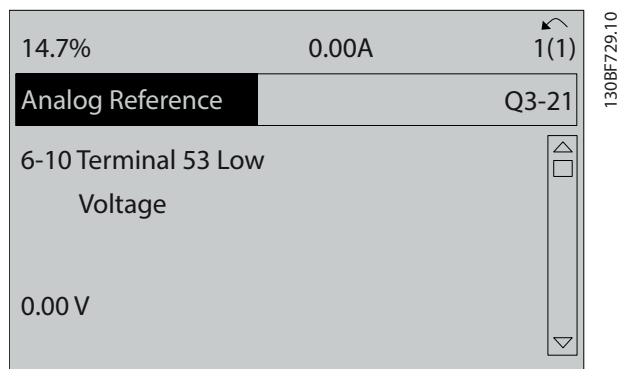 14.7% 0.00A 1(1)
Analog Reference Q3-21
6-10 Terminal 53 Low
Voltage
0.00 V
130BF729.10